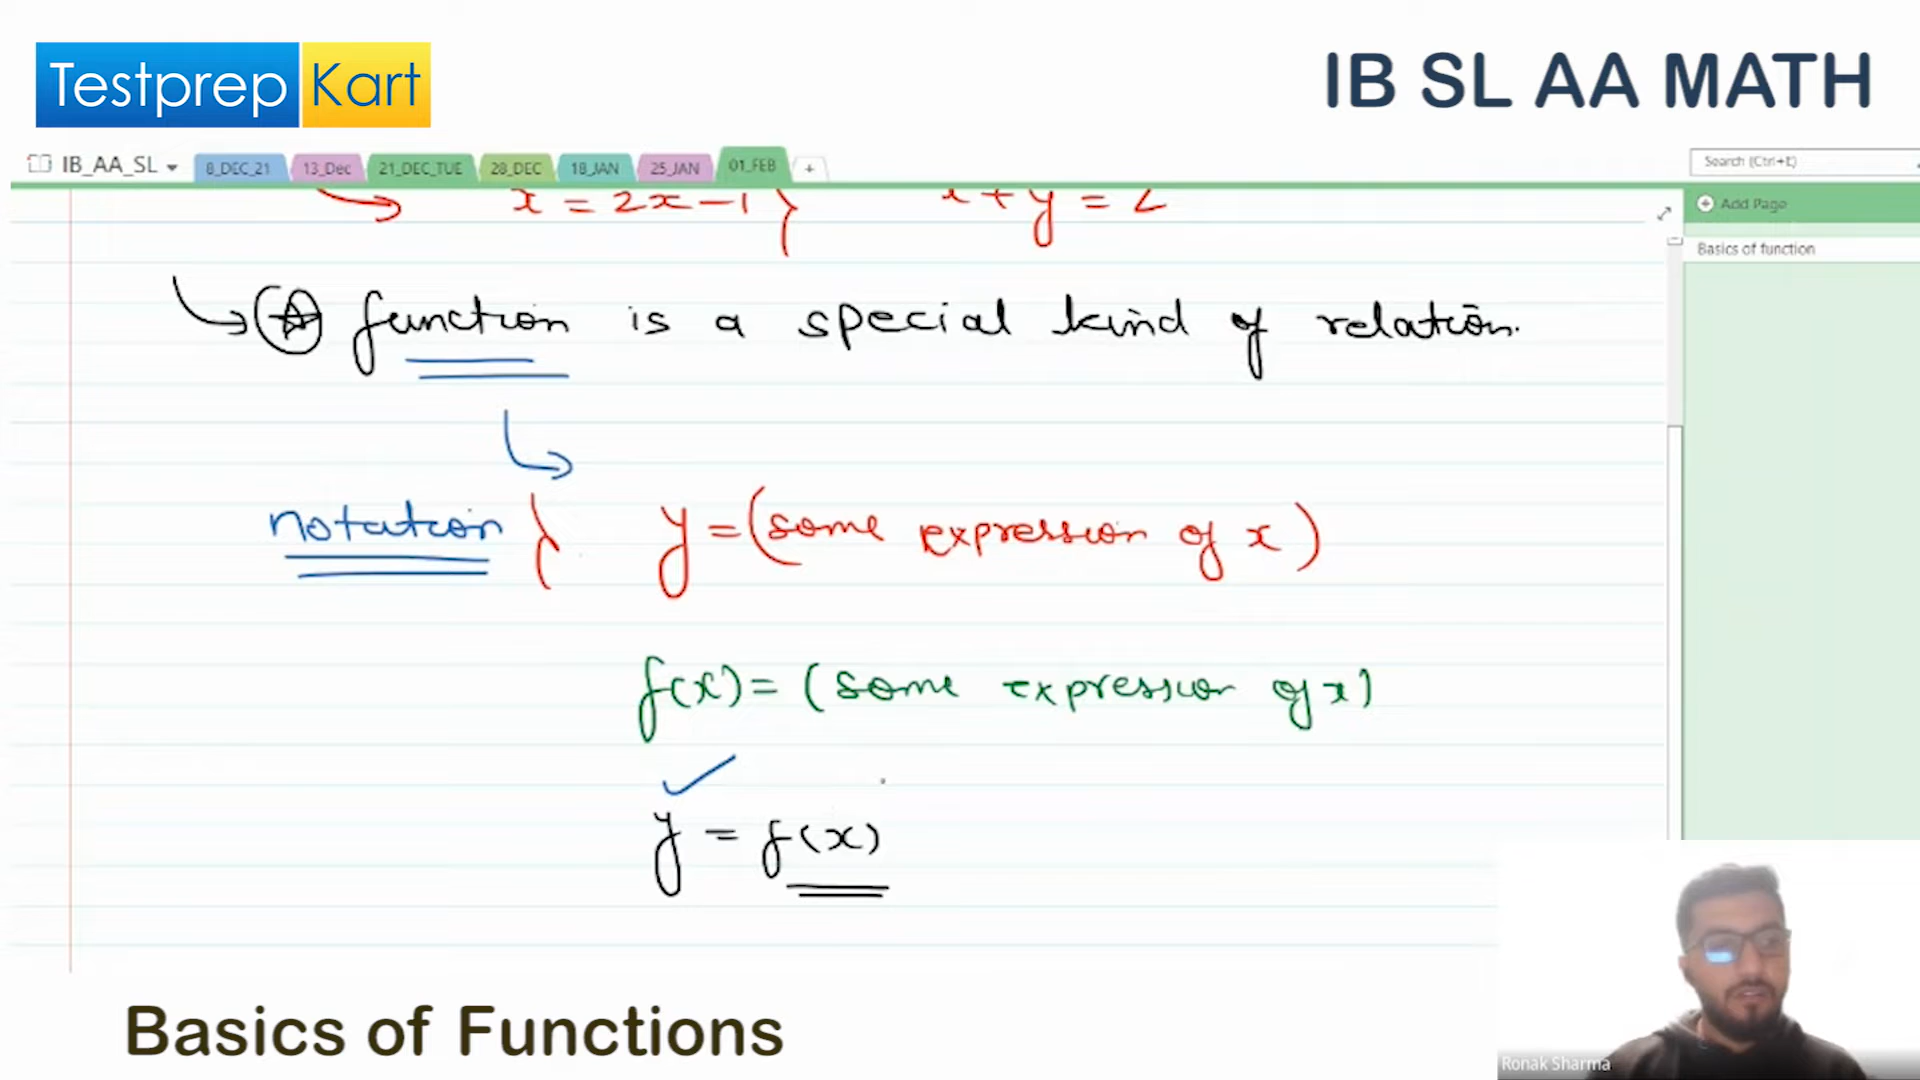 Testprep Kart
IB SL AA MATH
IB_AA_SL 8_DEC_21 13_Dec 21_DEC_TUE 28_DEC 18_JAN 25_JAN 01_FEB +
Search (Ctrl+E)
Add Page
Basics of function
x = 2x-1 x+y = 2
function is a special kind of relation.
notation } y = (some expression of x)
f(x) = (some expression of x)
y = f(x)
Ronak Sharma
Basics of Functions